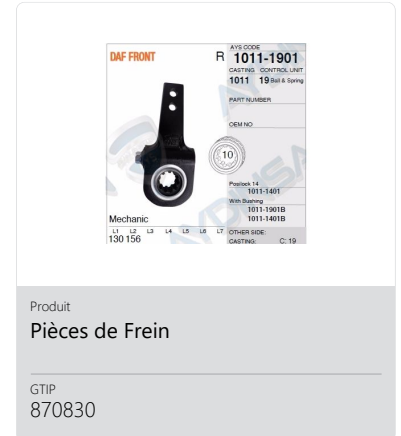 DAF FRONT
R
AYS CODE
1011-1901
CASTING CONTROL UNIT
1011 19 Ball & Spring
PART NUMBER
OEM NO
10
Poslock 14
1011-1401
With Bushing
1011-1901B
1011-1401B
Mechanic
L1 L2 L3 L4 L5 L6 L7
130 156
OTHER SIDE:
CASTING: C: 19
AYDINSAN
Produit
Pièces de Frein
GTIP
870830